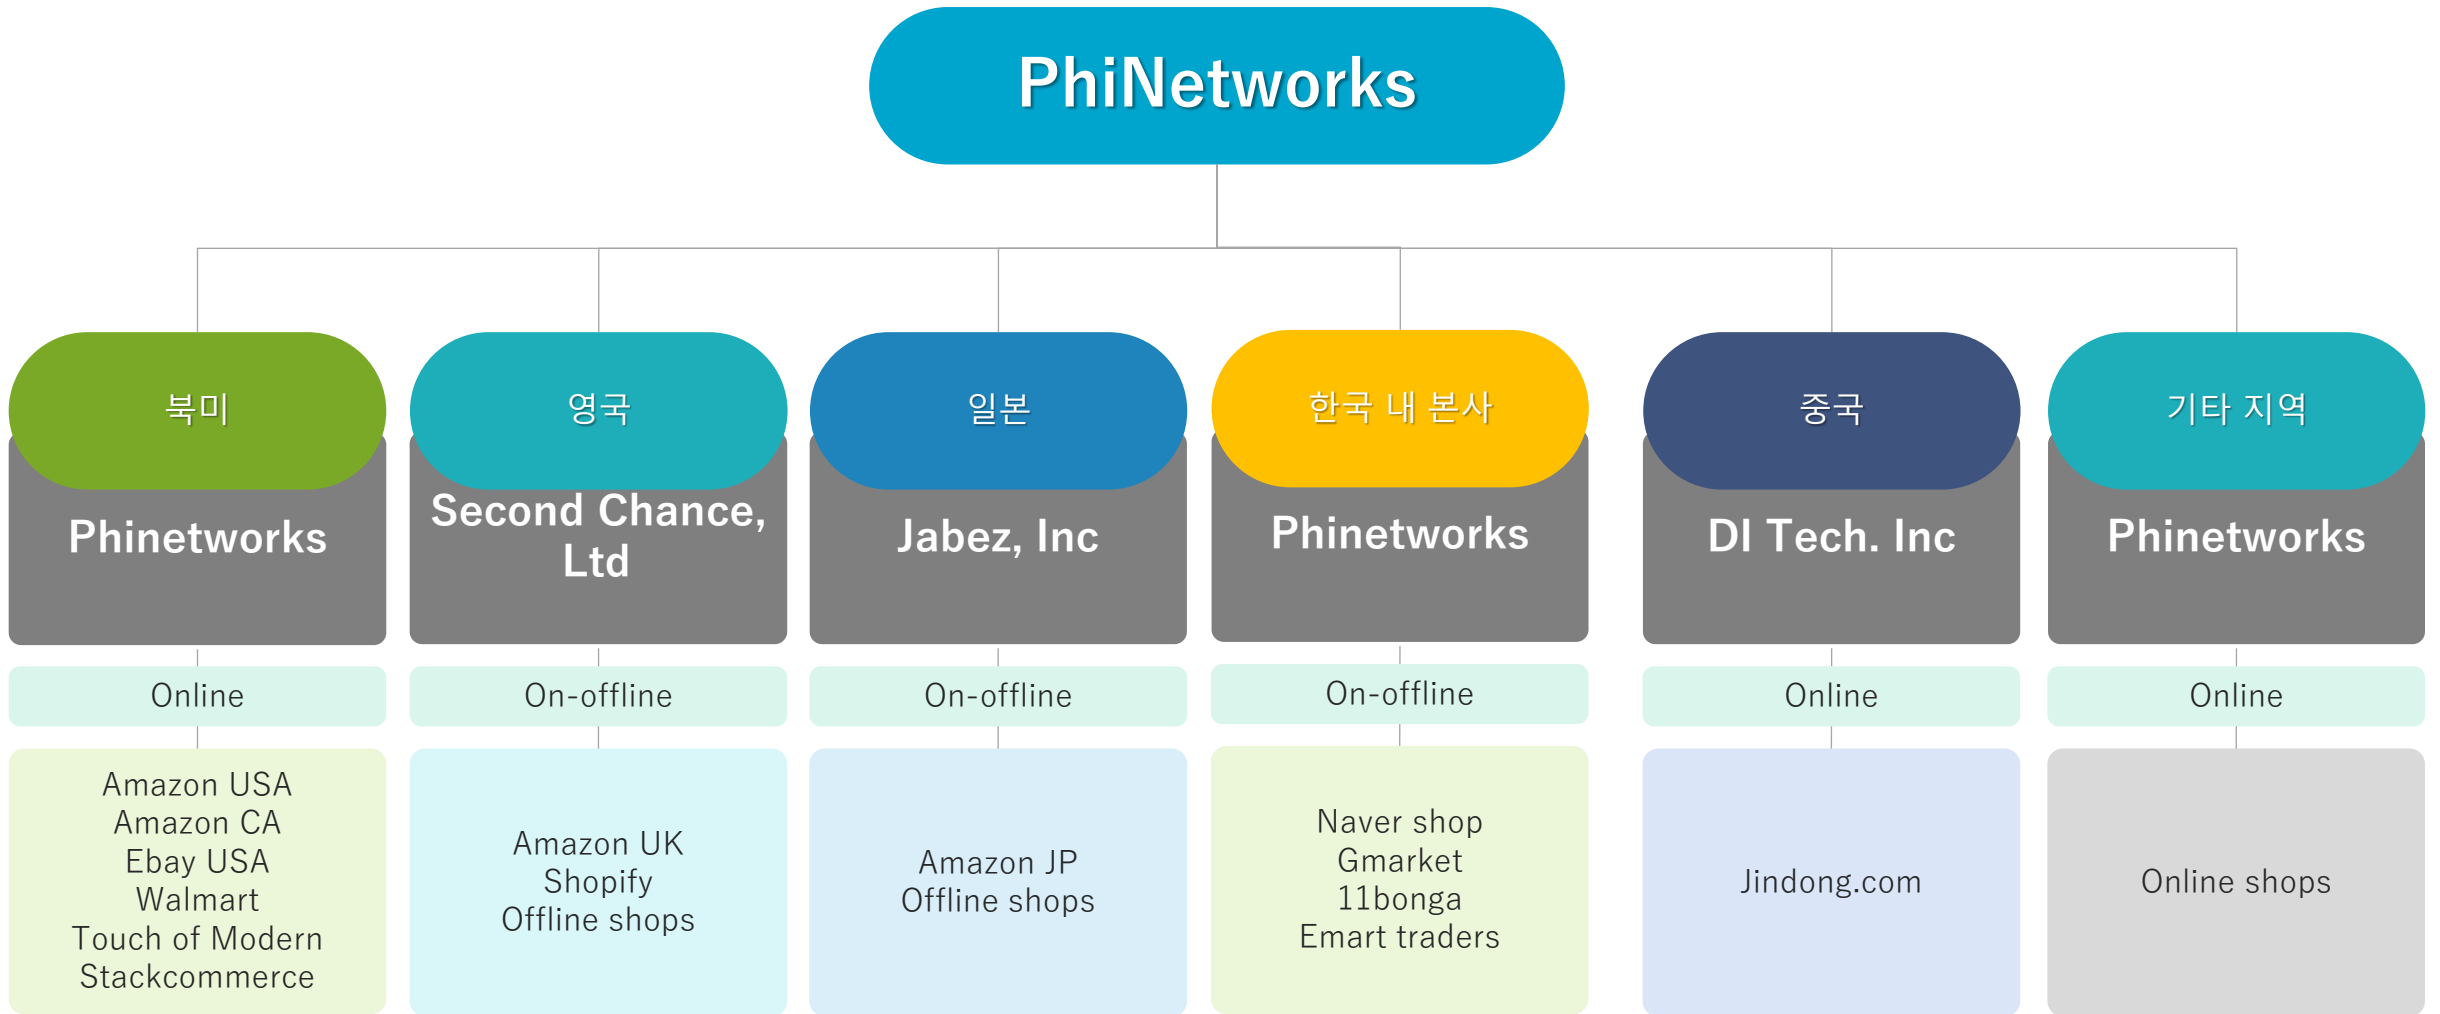 PhiNetworks
북미
Phinetworks
Online
Amazon USA
Amazon CA
Ebay USA
Walmart
Touch of Modern
Stackcommerce
영국
Second Chance,
Ltd
On-offline
Amazon UK
Shopify
Offline shops
일본
Jabez, Inc
On-offline
Amazon JP
Offline shops
한국 내 본사
Phinetworks
On-offline
Naver shop
Gmarket
11bonga
Emart traders
중국
DI Tech. Inc
Online
Jindong.com
기타 지역
Phinetworks
Online
Online shops